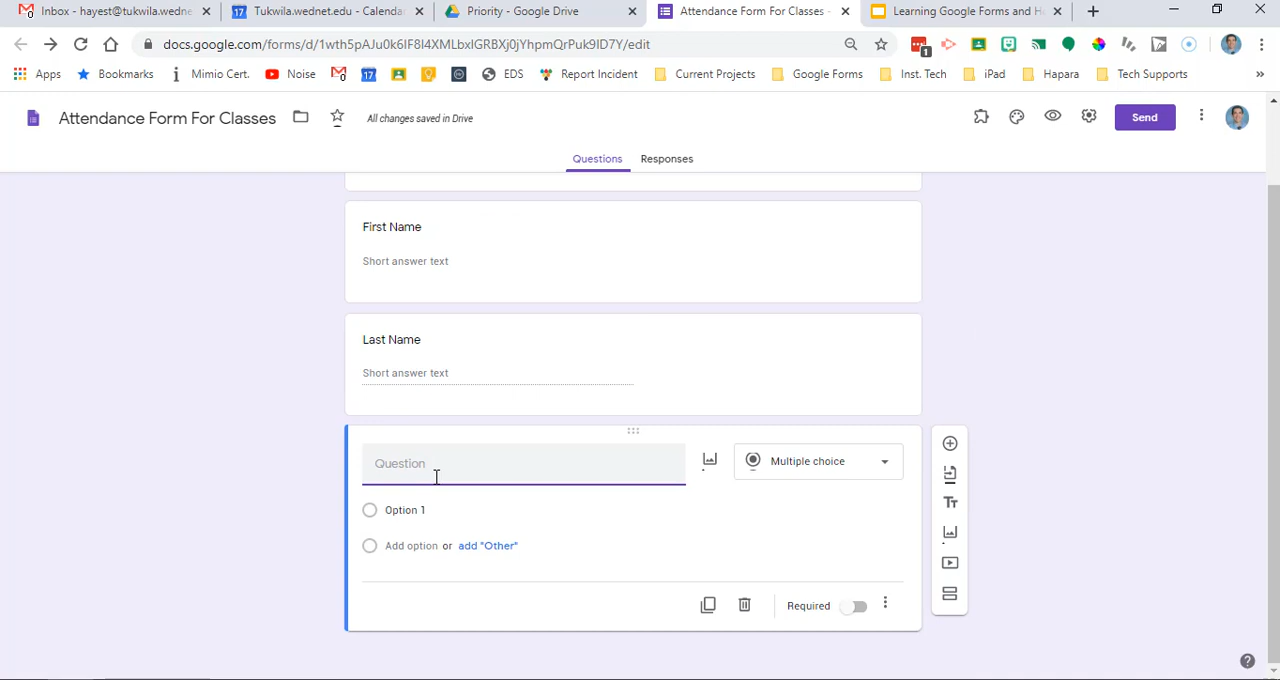 Inbox - hayest@tukwila.wedne
Tukwila.wednet.edu - Calenda
Priority - Google Drive
Attendance Form For Classes -
Learning Google Forms and H
docs.google.com/forms/d/
/edit
Apps
Bookmarks
Mimio Cert.
Noise
EDS
Report Incident
Current Projects
Google Forms
Inst. Tech
iPad
Hapara
Tech Supports
»
Attendance Form For Classes
All changes saved in Drive
Send
Questions
Responses
First Name
Short answer text
Last Name
Short answer text
Question
Multiple choice
Option 1
Add option or add "Other"
Required